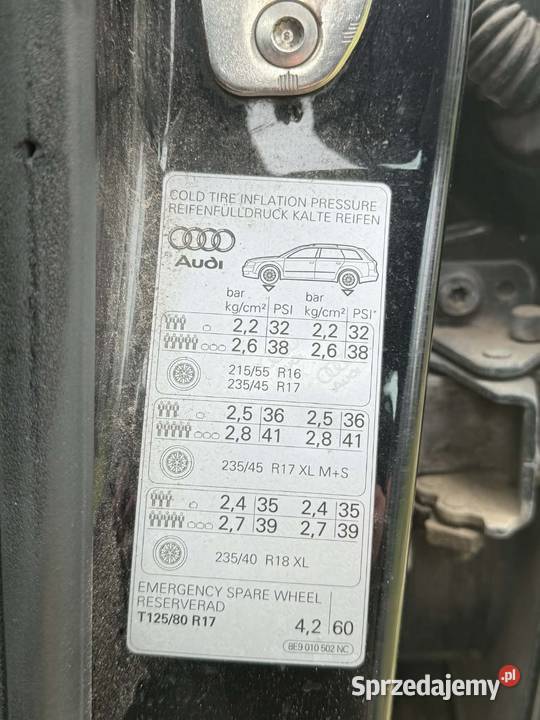 COLD TIRE INFLATION PRESSURE
REIFENFÜLLDRUCK KALTE REIFEN
Audi
bar bar
kg/cm² PSI kg/cm² PSI
2,2 32 2,2 32
2,6 38 2,6 38
215/55 R16
235/45 R17
2,5 36 2,5 36
2,8 41 2,8 41
235/45 R17 XL M+S
2,4 35 2,4 35
2,7 39 2,7 39
235/40 R18 XL
EMERGENCY SPARE WHEEL
RESERVERAD
T125/80 R17 4,2 60
8E9 010 502 NC
Sprzedajemy.pl